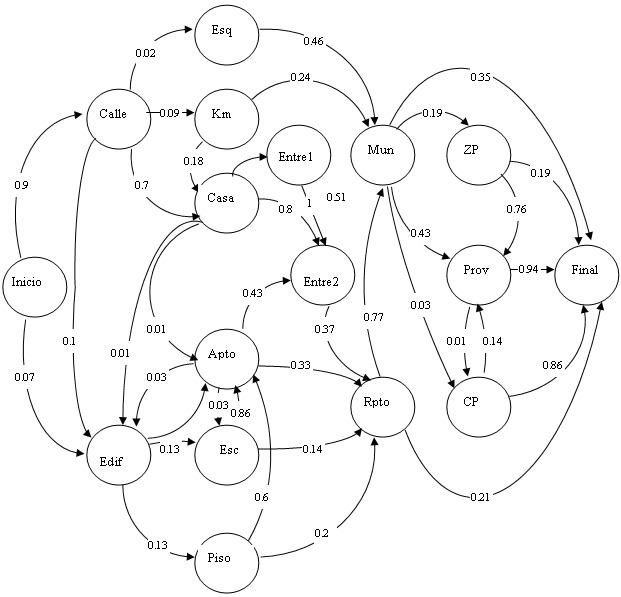 Esq
0.02
0.46
0.35
0.24
Calle
0.09
Km
0.19
Mun
ZP
0.18
Entre1
0.19
0.9
0.7
Casa
0.8
1
0.51
0.76
0.43
Inicio
Entre2
Prov
0.94
Final
0.43
0.03
0.77
0.01
0.37
0.1
0.01
0.01
0.14
Apto
0.33
0.86
0.07
0.03
0.03
0.86
Rpto
CP
0.13
Esc
0.14
Edif
0.6
0.21
0.13
0.2
Piso